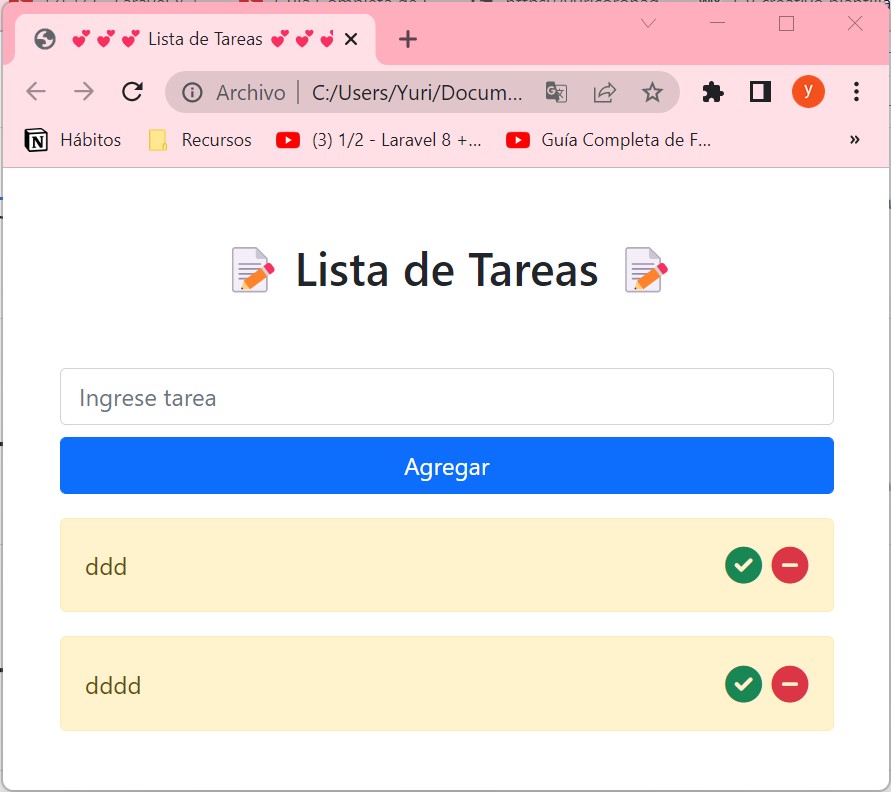 💕 💕 💕 Lista de Tareas 💕 💕 💕
Archivo | C:/Users/Yuri/Docum... y
Hábitos Recursos (3) 1/2 - Laravel 8 +... Guía Completa de F... »
📝 Lista de Tareas 📝
Ingrese tarea
Agregar
ddd
dddd